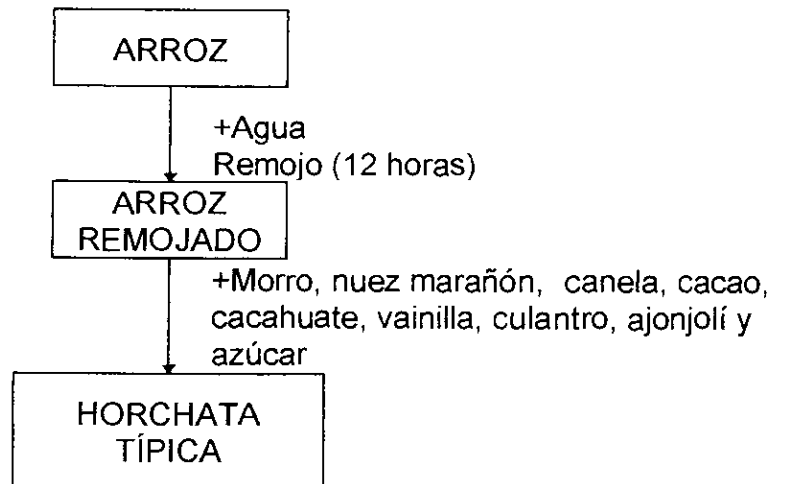 ARROZ
+Agua
Remojo (12 horas)
ARROZ
REMOJADO
+Morro, nuez marañón, canela, cacao,
cacahuate, vainilla, culantro, ajonjolí y
azúcar
HORCHATA
TÍPICA